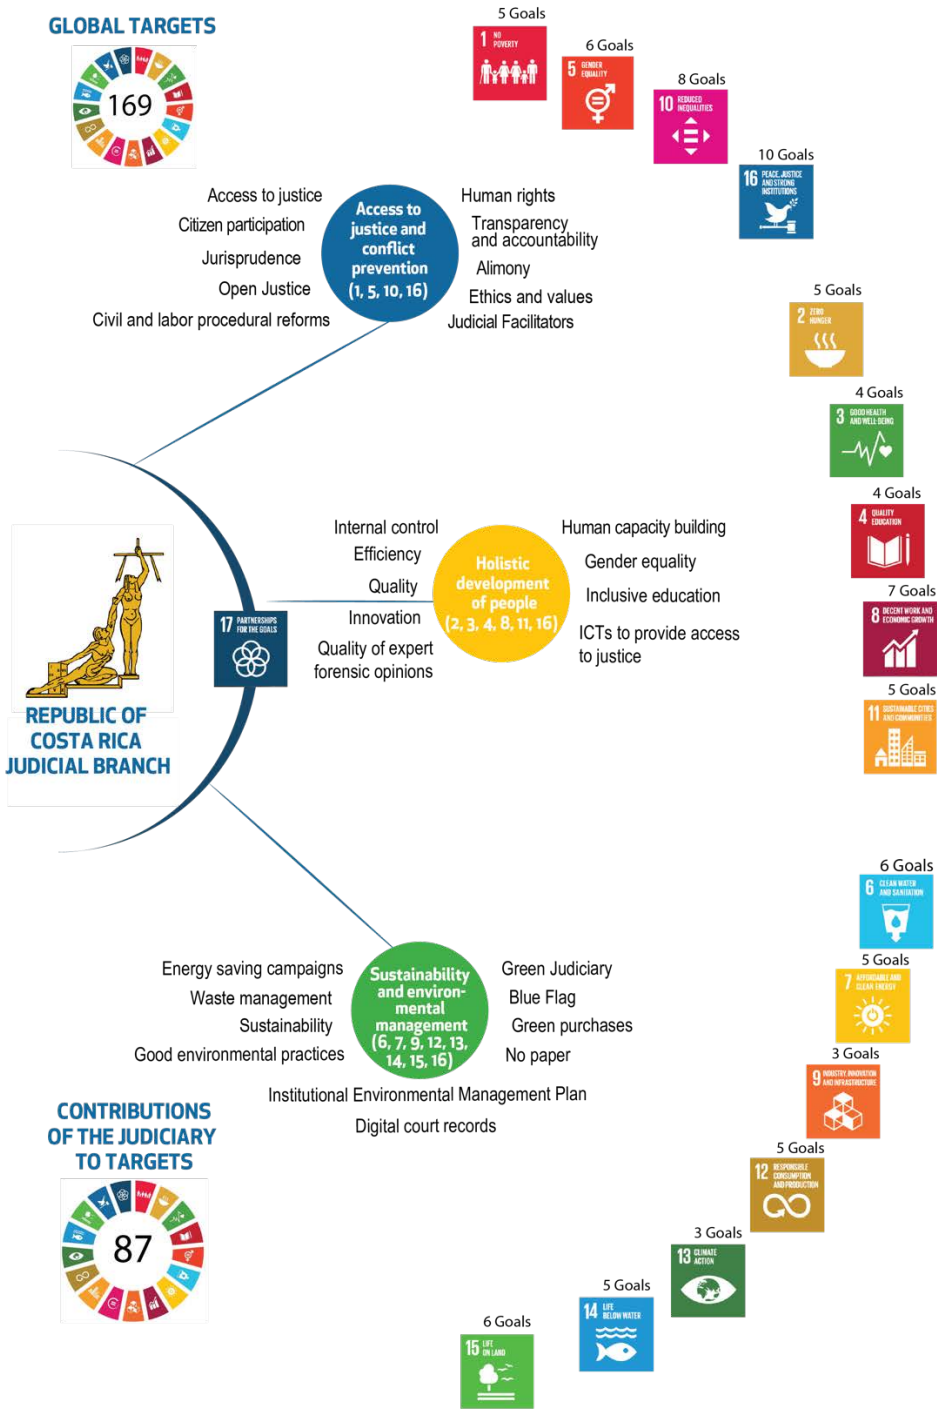 GLOBAL TARGETS
169
5 Goals
1 NO
POVERTY
6 Goals
5 GENDER
EQUALITY
8 Goals
10 REDUCED
INEQUALITIES
10 Goals
16 PEACE, JUSTICE
AND STRONG
INSTITUTIONS
Access to justice
Citizen participation
Jurisprudence
Open Justice
Civil and labor procedural reforms
Access to
justice and
conflict
prevention
(1, 5, 10, 16)
Human rights
Transparency
and accountability
Alimony
Ethics and values
Judicial Facilitators
5 Goals
2 ZERO
HUNGER
4 Goals
3 GOOD HEALTH
AND WELL-BEING
4 Goals
4 QUALITY
EDUCATION
7 Goals
8 DECENT WORK AND
ECONOMIC GROWTH
5 Goals
11 SUSTAINABLE CITIES
AND COMMUNITIES
REPUBLIC OF
COSTA RICA
JUDICIAL BRANCH
17 PARTNERSHIPS
FOR THE GOALS
Internal control
Efficiency
Quality
Innovation
Quality of expert
forensic opinions
Holistic
development
of people
(2, 3, 4, 8, 11, 16)
Human capacity building
Gender equality
Inclusive education
ICTs to provide access
to justice
6 Goals
6 CLEAN WATER
AND SANITATION
5 Goals
7 AFFORDABLE AND
CLEAN ENERGY
3 Goals
9 INDUSTRY, INNOVATION
AND INFRASTRUCTURE
5 Goals
12 RESPONSIBLE
CONSUMPTION
AND PRODUCTION
3 Goals
13 CLIMATE
ACTION
5 Goals
14 LIFE
BELOW WATER
6 Goals
15 LIFE
ON LAND
Energy saving campaigns
Waste management
Sustainability
Good environmental practices
Sustainability
and environ-
mental
management
(6, 7, 9, 12, 13,
14, 15, 16)
Green Judiciary
Blue Flag
Green purchases
No paper
Institutional Environmental Management Plan
Digital court records
CONTRIBUTIONS
OF THE JUDICIARY
TO TARGETS
87